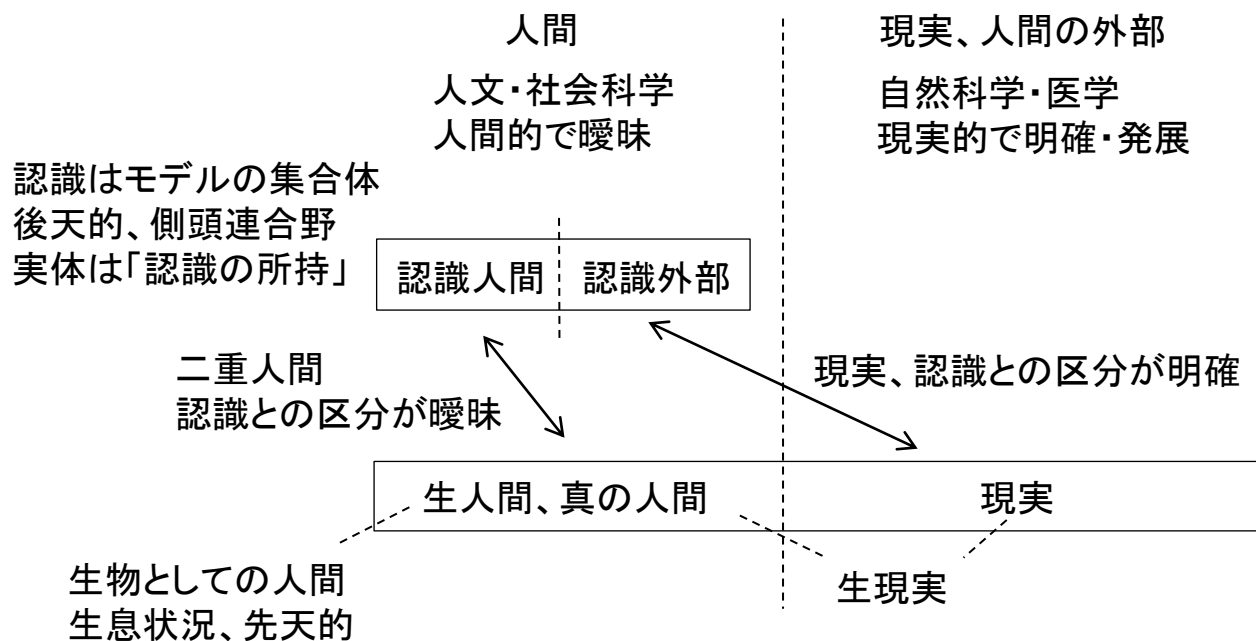 人間
現実、人間の外部
人文・社会科学
人間的で曖昧
自然科学・医学
現実的で明確・発展
認識はモデルの集合体
後天的、側頭連合野
実体は「認識の所持」
認識人間
認識外部
二重人間
認識との区分が曖昧
現実、認識との区分が明確
生人間、真の人間
現実
生物としての人間
生息状況、先天的
生現実